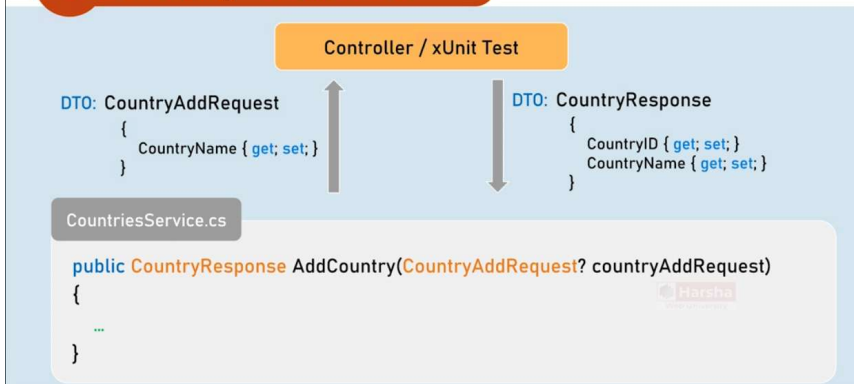 Controller / xUnit Test
DTO: CountryAddRequest
{
CountryName { get; set; }
}
DTO: CountryResponse
{
CountryID { get; set; }
CountryName { get; set; }
}
CountriesService.cs
public CountryResponse AddCountry(CountryAddRequest? countryAddRequest)
{
Harsha
...
}